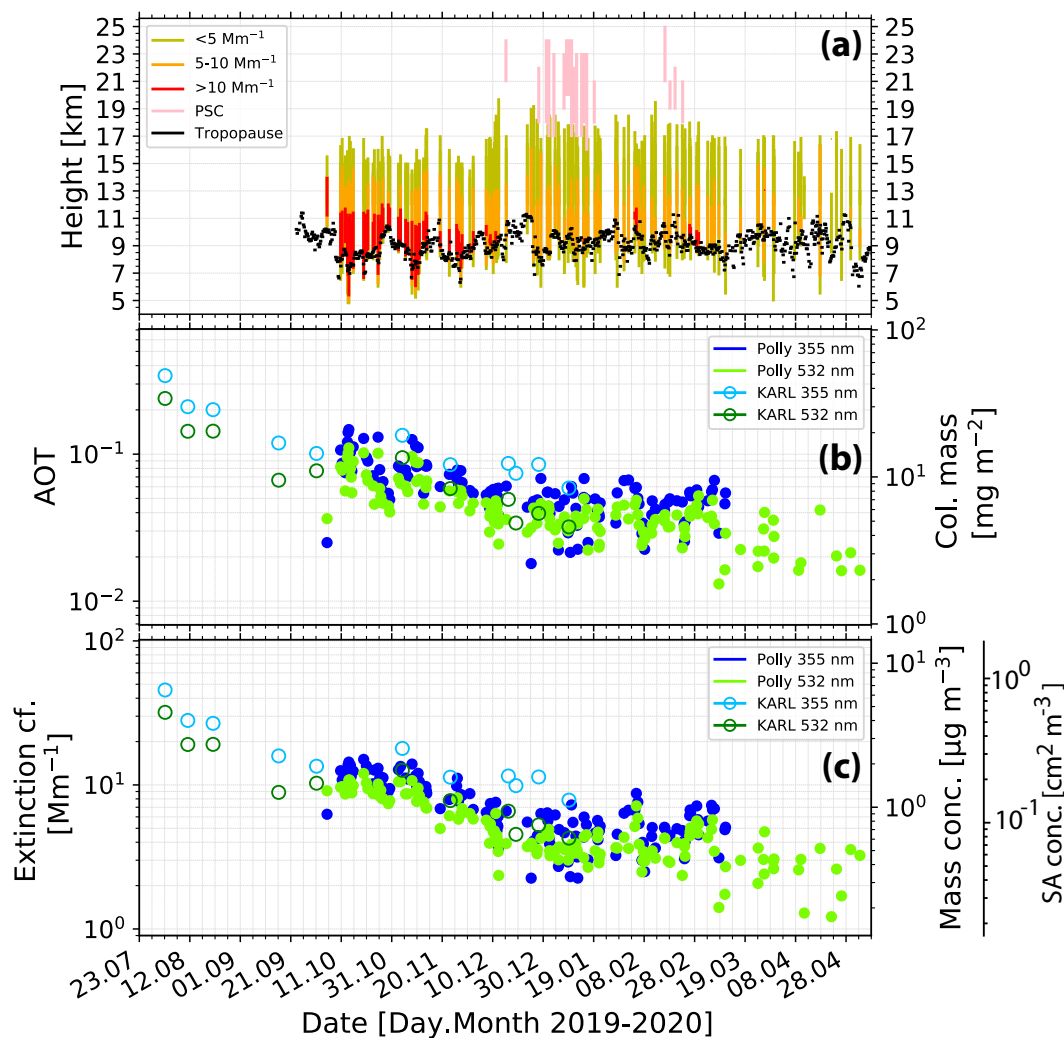 25
23
21
19
17
15
13
11
9
7
5
Height [km]
<5 Mm⁻¹
5-10 Mm⁻¹
>10 Mm⁻¹
PSC
Tropopause
(a)
25
23
21
19
17
15
13
11
9
7
5
10⁻¹
10⁻²
AOT
Polly 355 nm
Polly 532 nm
KARL 355 nm
KARL 532 nm
(b)
10²
10¹
10⁰
Col. mass
[mg m⁻²]
10²
10¹
10⁰
Extinction cf.
[Mm⁻¹]
Polly 355 nm
Polly 532 nm
KARL 355 nm
KARL 532 nm
(c)
10¹
10⁰
Mass conc. [µg m⁻³]
10⁰
10⁻¹
SA conc. [cm² m⁻³]
23.07
12.08
01.09
21.09
11.10
31.10
20.11
10.12
30.12
19.01
08.02
28.02
19.03
08.04
28.04
Date [Day.Month 2019-2020]